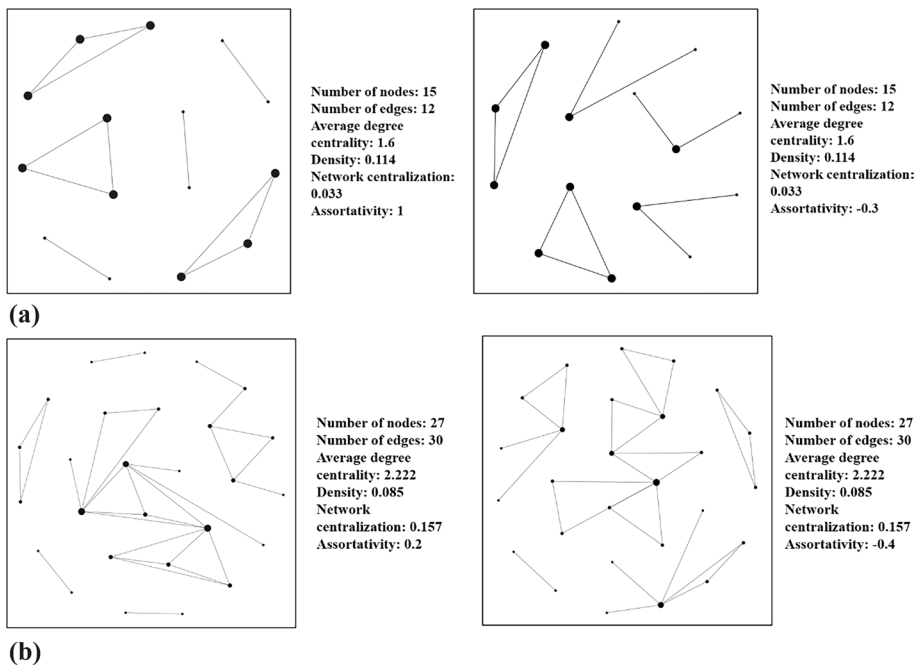 Number of nodes: 15
Number of edges: 12
Average degree
centrality: 1.6
Density: 0.114
Network centralization:
0.033
Assortativity: 1
Number of nodes: 15
Number of edges: 12
Average degree
centrality: 1.6
Density: 0.114
Network centralization:
0.033
Assortativity: -0.3
(a)
Number of nodes: 27
Number of edges: 30
Average degree
centrality: 2.222
Density: 0.085
Network
centralization: 0.157
Assortativity: 0.2
Number of nodes: 27
Number of edges: 30
Average degree
centrality: 2.222
Density: 0.085
Network
centralization: 0.157
Assortativity: -0.4
(b)